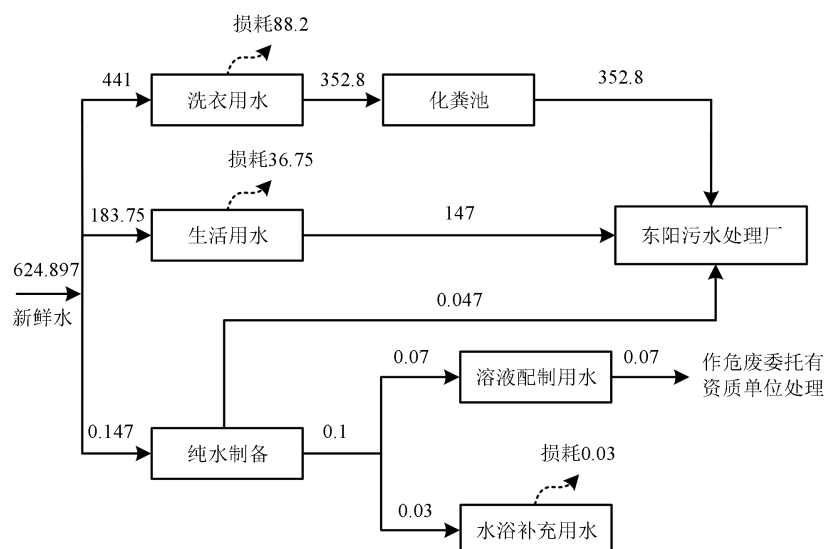 损耗88.2
441
洗衣用水
352.8
化粪池
352.8
损耗36.75
183.75
生活用水
147
东阳污水处理厂
624.897
新鲜水
0.047
0.07
溶液配制用水
0.07
作危废委托有
资质单位处理
0.147
纯水制备
0.1
损耗0.03
0.03
水浴补充用水